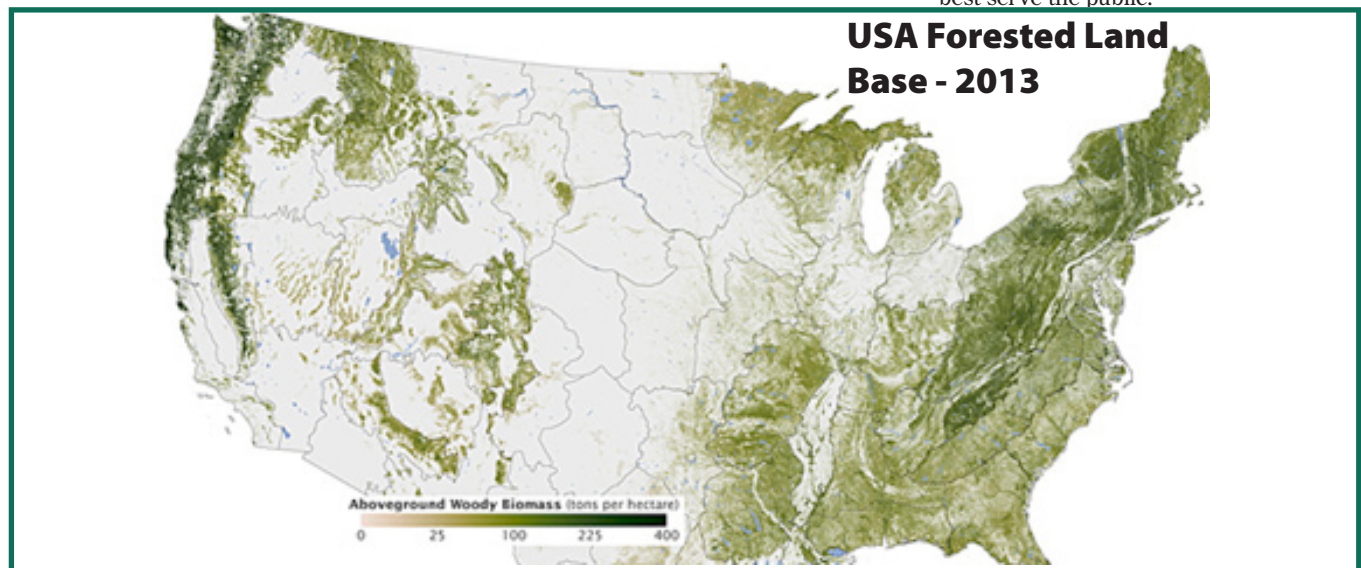 best serve the public.
USA Forested Land
Base - 2013
Aboveground Woody Biomass (tons per hectare)
0 25 100 225 400